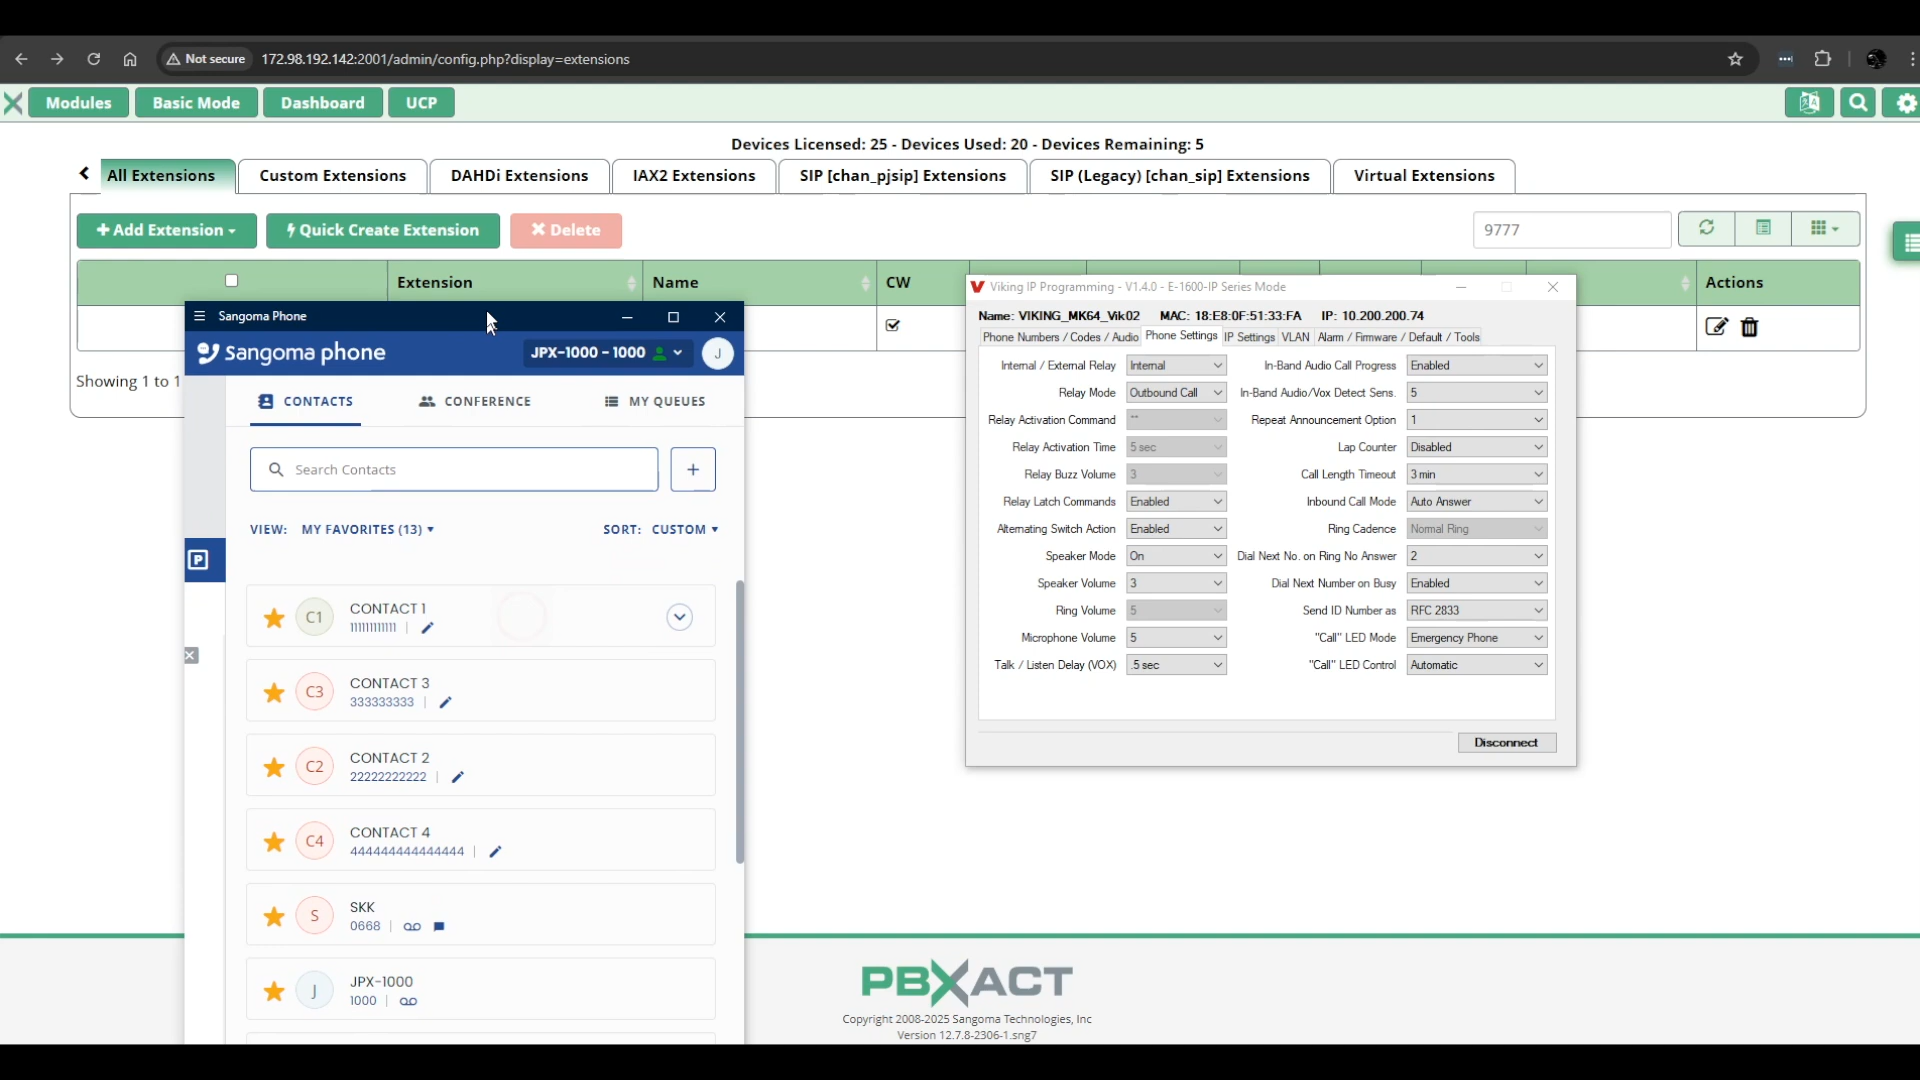 Not secure 172.98.192.142:2001/admin/config.php?display=extensions
Modules Basic Mode Dashboard UCP
Devices Licensed: 25 - Devices Used: 20 - Devices Remaining: 5
All Extensions Custom Extensions DAHDi Extensions IAX2 Extensions SIP [chan_pjsip] Extensions SIP (Legacy) [chan_sip] Extensions Virtual Extensions
+ Add Extension Quick Create Extension Delete 9777
Extension Name CW Actions
Showing 1 to 1
Sangoma Phone
Sangoma phone JPX-1000 - 1000 J
CONTACTS CONFERENCE MY QUEUES
Search Contacts +
VIEW: MY FAVORITES (13) SORT: CUSTOM
P
C1 CONTACT 1
11111111111
C3 CONTACT 3
333333333
C2 CONTACT 2
22222222222
C4 CONTACT 4
444444444444444
S SKK
0668
J JPX-1000
1000
Viking IP Programming - V1.4.0 - E-1600-IP Series Mode
Name: VIKING_MK64_Vik02 MAC: 18:E8:0F:51:33:FA IP: 10.200.200.74
Phone Numbers / Codes / Audio Phone Settings IP Settings VLAN Alarm / Firmware / Default / Tools
Internal / External Relay Internal In-Band Audio Call Progress Enabled
Relay Mode Outbound Call In-Band Audio/Vox Detect Sens. 5
Relay Activation Command ** Repeat Announcement Option 1
Relay Activation Time 5 sec Lap Counter Disabled
Relay Buzz Volume 3 Call Length Timeout 3 min
Relay Latch Commands Enabled Inbound Call Mode Auto Answer
Alternating Switch Action Enabled Ring Cadence Normal Ring
Speaker Mode On Dial Next No. on Ring No Answer 2
Speaker Volume 3 Dial Next Number on Busy Enabled
Ring Volume 5 Send ID Number as RFC 2833
Microphone Volume 5 "Call" LED Mode Emergency Phone
Talk / Listen Delay (VOX) .5 sec "Call" LED Control Automatic
Disconnect
PBXACT
Copyright 2008-2025 Sangoma Technologies, Inc
Version 12.7.8-2306-1.sng7